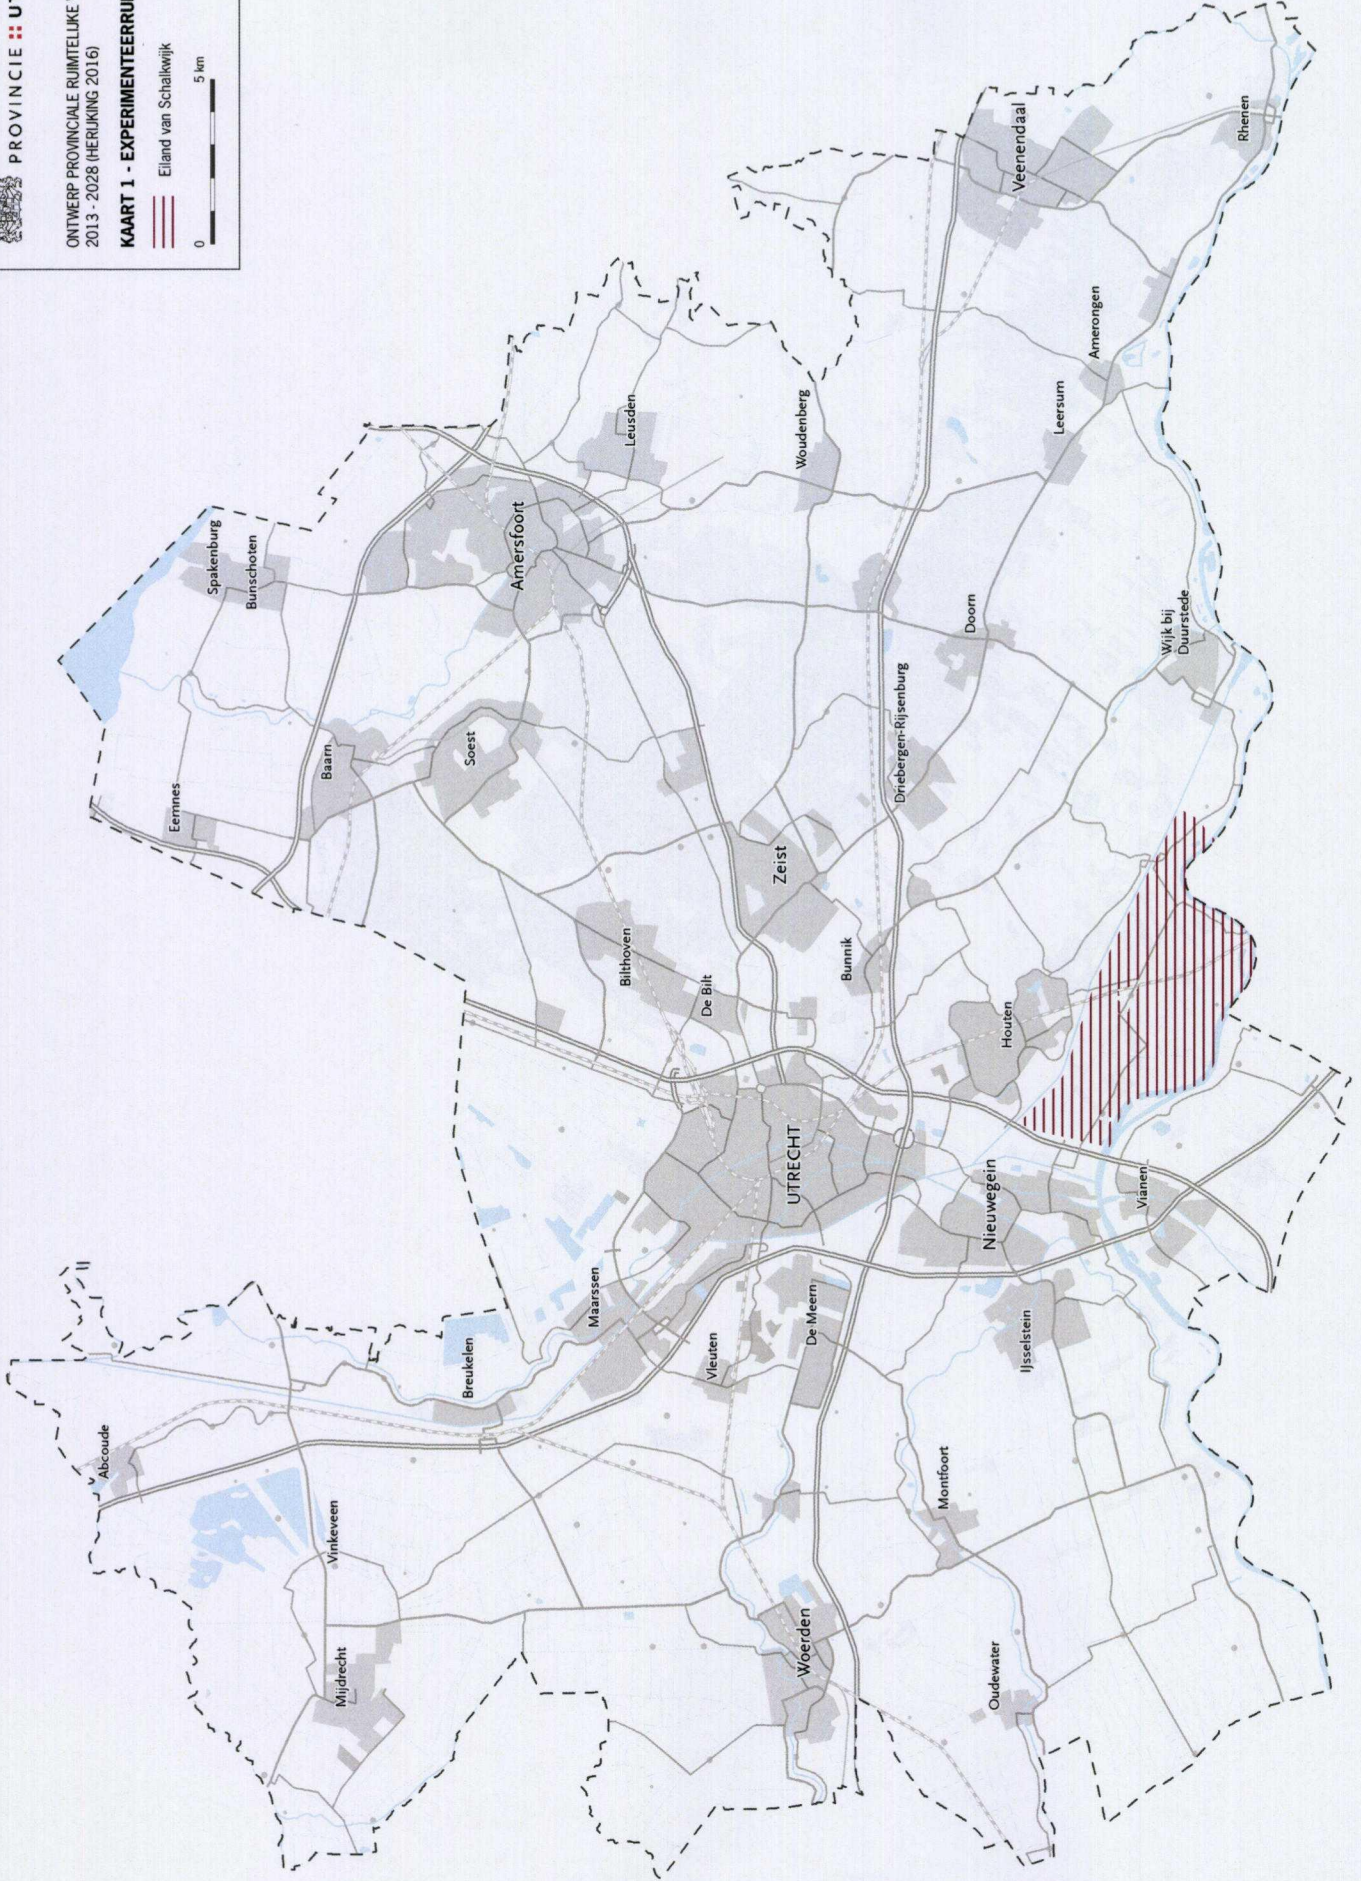 PROVINCIE
ONTWERP PROVINCIALE RUIMTELIJKE
2013 - 2028 (HERIJKING 2016)
KAART 1 - EXPERIMENTEERRU
Eiland van Schalkwijk
0 5 km
Abcoude
Eemnes
Spakenburg
Bunschoten
Mijdrecht
Vinkeveen
Baarn
Breukelen
Soest
Amersfoort
Maarssen
Bilthoven
Leusden
Vleuten
De Bilt
Woerden
De Meern
UTRECHT
Zeist
Woudenberg
Bunnik
Driebergen-Rijsenburg
Montfoort
Doorn
Oudewater
Nieuwegein
Houten
Veenendaal
IJsselstein
Leersum
Amerongen
Vianen
Wijk bij
Duurstede
Rhenen